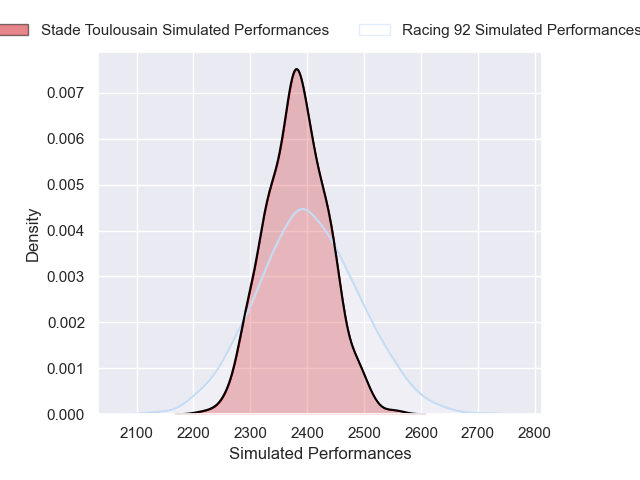 Stade Toulousain Simulated Performances
Racing 92 Simulated Performances
0.007
0.006
0.005
0.004
0.003
0.002
0.001
0.000
Density
2100 2200 2300 2400 2500 2600 2700 2800
Simulated Performances